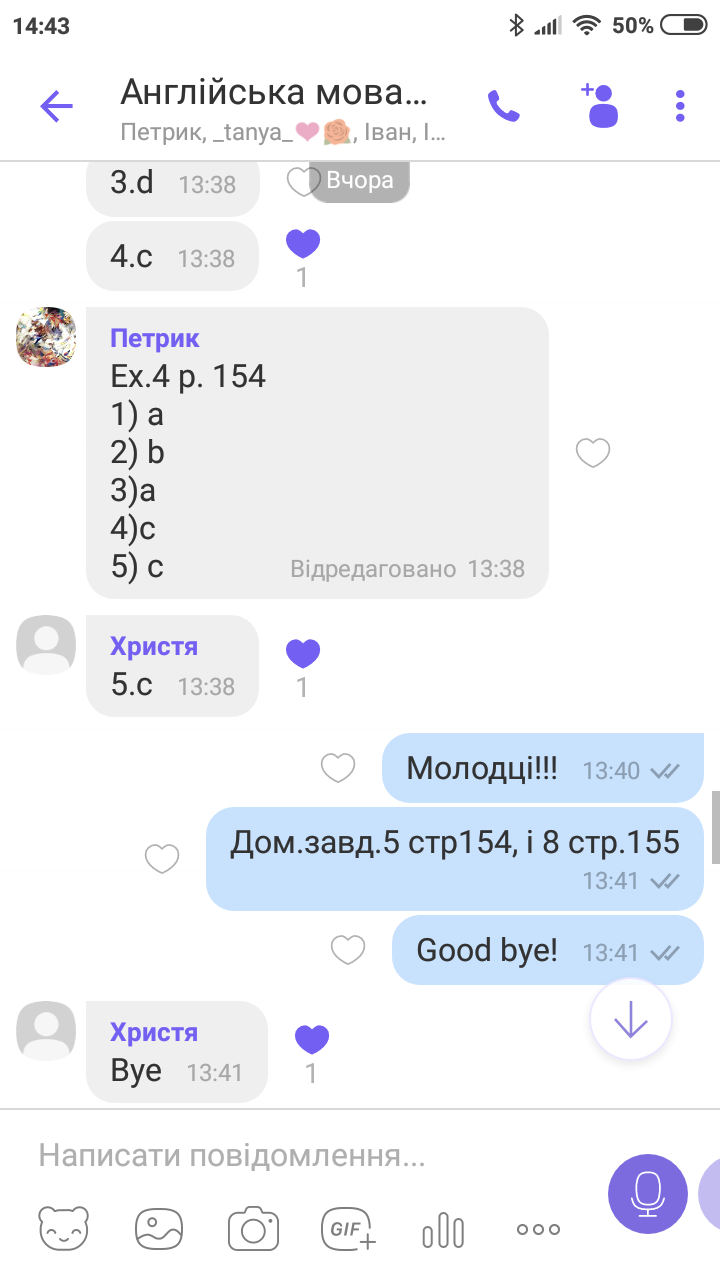 14:43
50%
Англійська мова...
Петрик, _tanya_❤🌹, Іван, І...
3.d 13:38
Вчора
4.c 13:38
1
Петрик
Ex.4 p. 154
1) a
2) b
3)a
4)c
5) c
Відредаговано 13:38
Христя
5.c 13:38
1
Молодці!!! 13:40
Дом.завд.5 стр154, і 8 стр.155
13:41
Good bye! 13:41
Христя
Bye 13:41
1
Написати повідомлення...
GIF